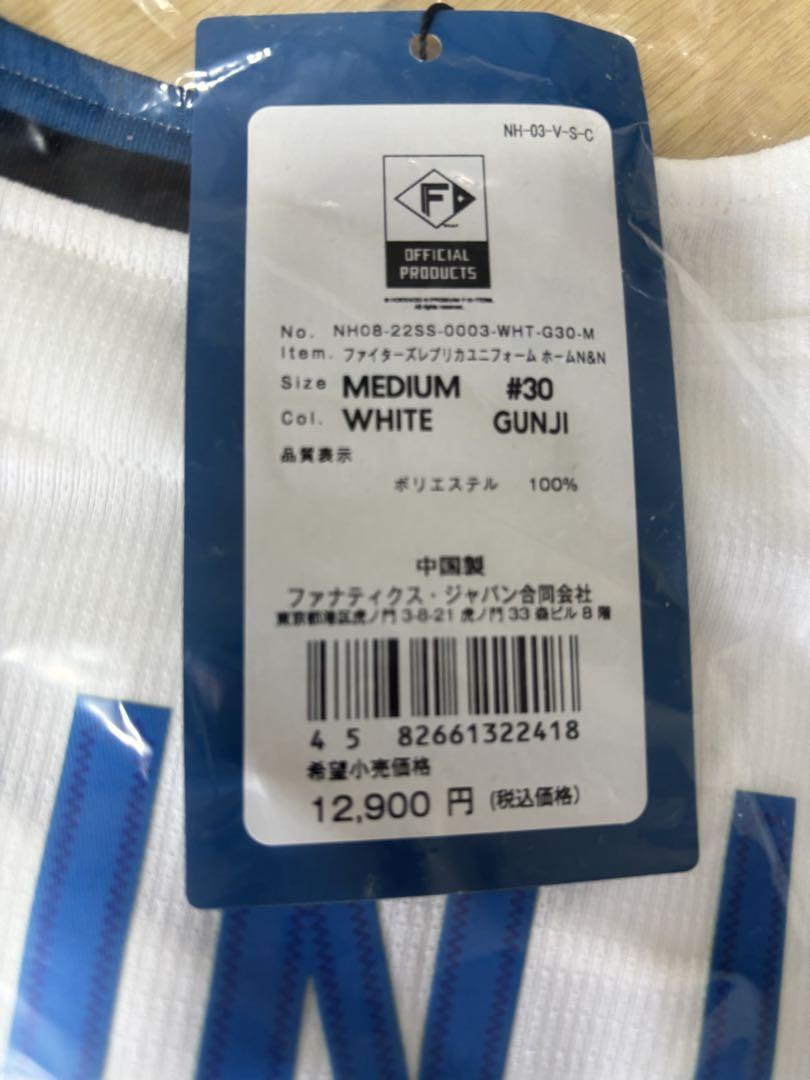 NH-03-V-S-C
F
OFFICIAL
PRODUCTS
All rights reserved.
No. NH08-22SS-0003-WHT-G30-M
Item. ファイターズレプリカユニフォーム ホームN&N
Size MEDIUM #30
Col. WHITE GUNJI
品質表示
ポリエステル 100%
中国製
ファナティクス・ジャパン合同会社
東京都港区虎ノ門 3-8-21 虎ノ門 33 森ビル 8 階
4 5 82661322418
希望小売価格
12,900 円 (税込価格)